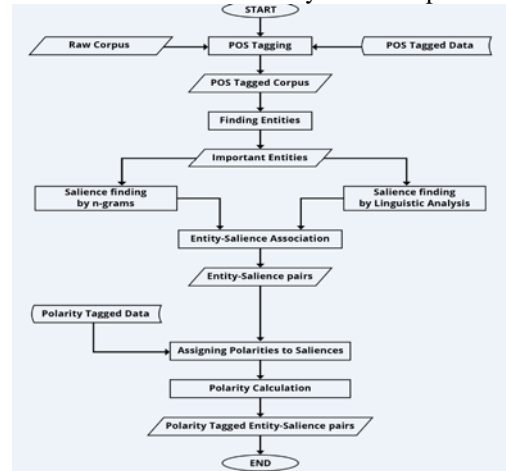 START
Raw Corpus
POS Tagging
POS Tagged Data
POS Tagged Corpus
Finding Entities
Important Entities
Salience finding
by n-grams
Salience finding
by Linguistic Analysis
Entity-Salience Association
Entity-Salience pairs
Polarity Tagged Data
Assigning Polarities to Saliences
Polarity Calculation
Polarity Tagged Entity-Salience pairs
END